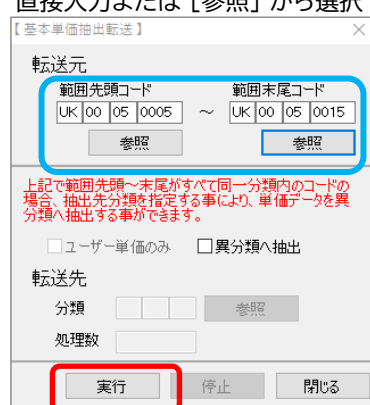 直接入力または［参照］から選択
【基本単価抽出転送】
転送元
範囲先頭コード 範囲末尾コード
UK 00 05 0005 ～ UK 00 05 0015
参照 参照
上記で範囲先頭～末尾がすべて同一分類内のコードの
場合、抽出先分類を指定する事により、単価データを異
分類へ抽出する事ができます。
ユーザー単価のみ 異分類へ抽出
転送先
分類 参照
処理数
実行 停止 閉じる